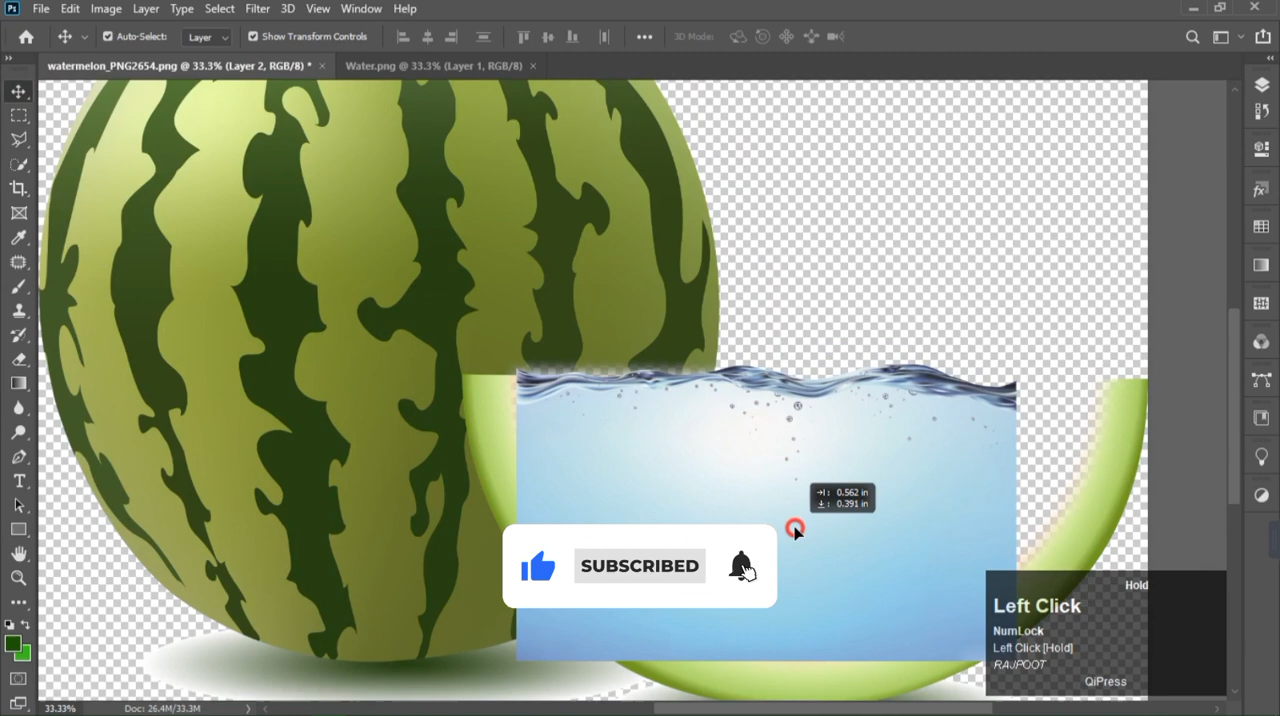 Ps File Edit Image Layer Type Select Filter 3D View Window Help
Auto-Select: Layer Show Transform Controls 3D Mode:
watermelon_PNG2654.png @ 33.3% (Layer 2, RGB/8) * × Water.png @ 33.3% (Layer 1, RGB/8) ×
0.562 in
0.391 in
SUBSCRIBED
Hold
Left Click
NumLock
Left Click [Hold]
RAJPOOT
QiPress
33.33% Doc: 26.4M/33.3M